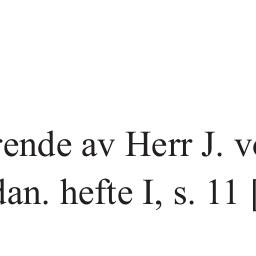 rende av Herr J. v
dan. hefte I, s. 11 [